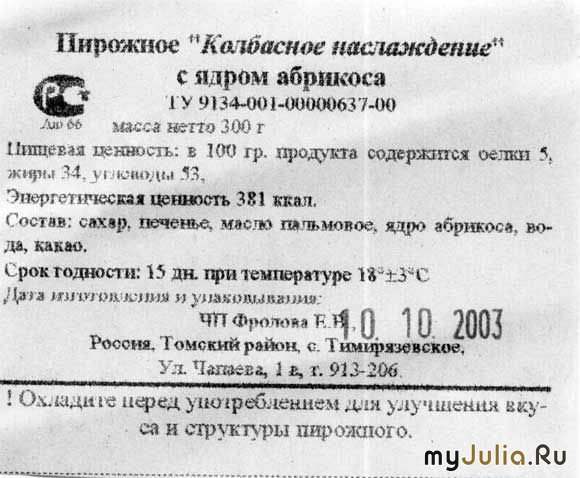 Пирожное "Колбасное наслаждение"
с ядром абрикоса
ТУ 9134-001-00000637-00
масса нетто 300 г
Пищевая ценность: в 100 гр. продукта содержится белки 5,
жиры 34, углеводы 53,
Энергетическая ценность 381 ккал.
Состав: сахар, печенье, масло пальмовое, ядро абрикоса, во-
да, какао.
Срок годности: 15 дн. при температуре 18°±3°С
Дата изготовления и упаковывания:
ЧП Фролова Е.В., 10. 10 2003
Россия, Томский район, с. Тимирязевское,
Ул. Чапаева, 1 в, т. 913-206.
! Охладите перед употреблением для улучшения вку-
са и структуры пирожного.
myJulia.Ru